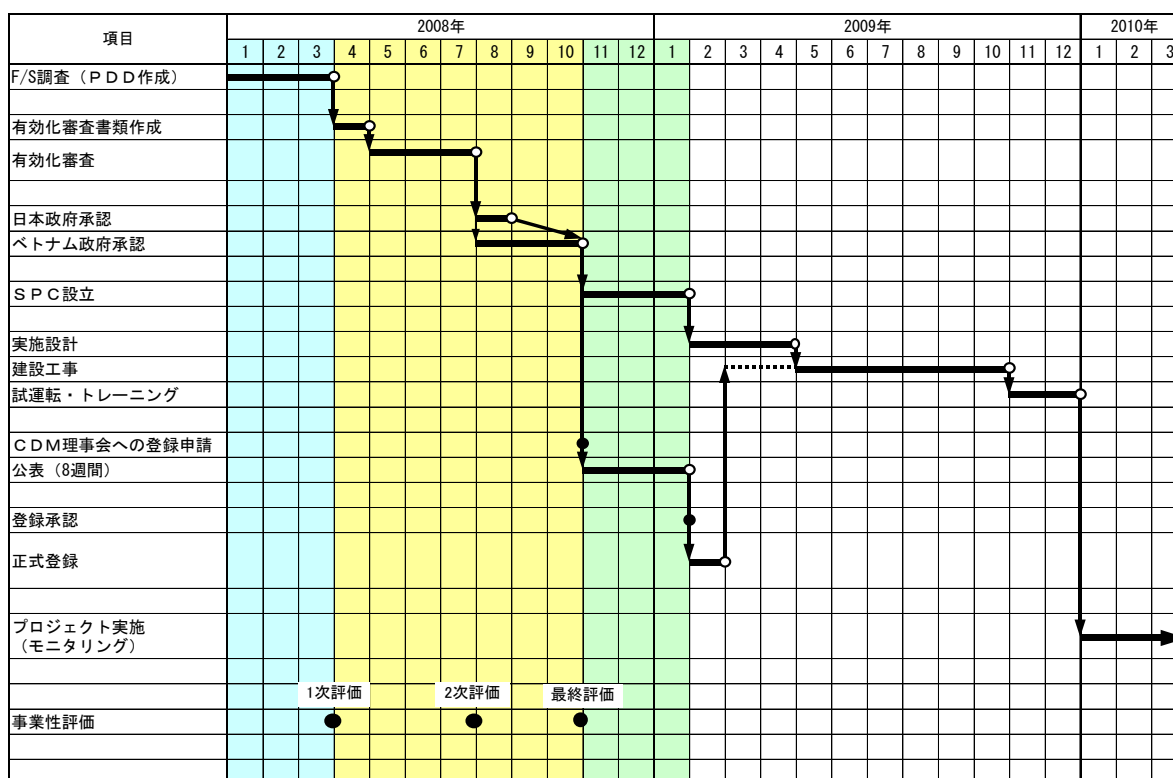 項目
2008年
2009年
2010年
1 2 3 4 5 6 7 8 9 10 11 12 1 2 3 4 5 6 7 8 9 10 11 12 1 2 3
F/S調査（ＰＤＤ作成）
有効化審査書類作成
有効化審査
日本政府承認
ベトナム政府承認
ＳＰＣ設立
実施設計
建設工事
試運転・トレーニング
ＣＤＭ理事会への登録申請
公表（8週間）
登録承認
正式登録
プロジェクト実施
（モニタリング）
1次評価
2次評価
最終評価
事業性評価